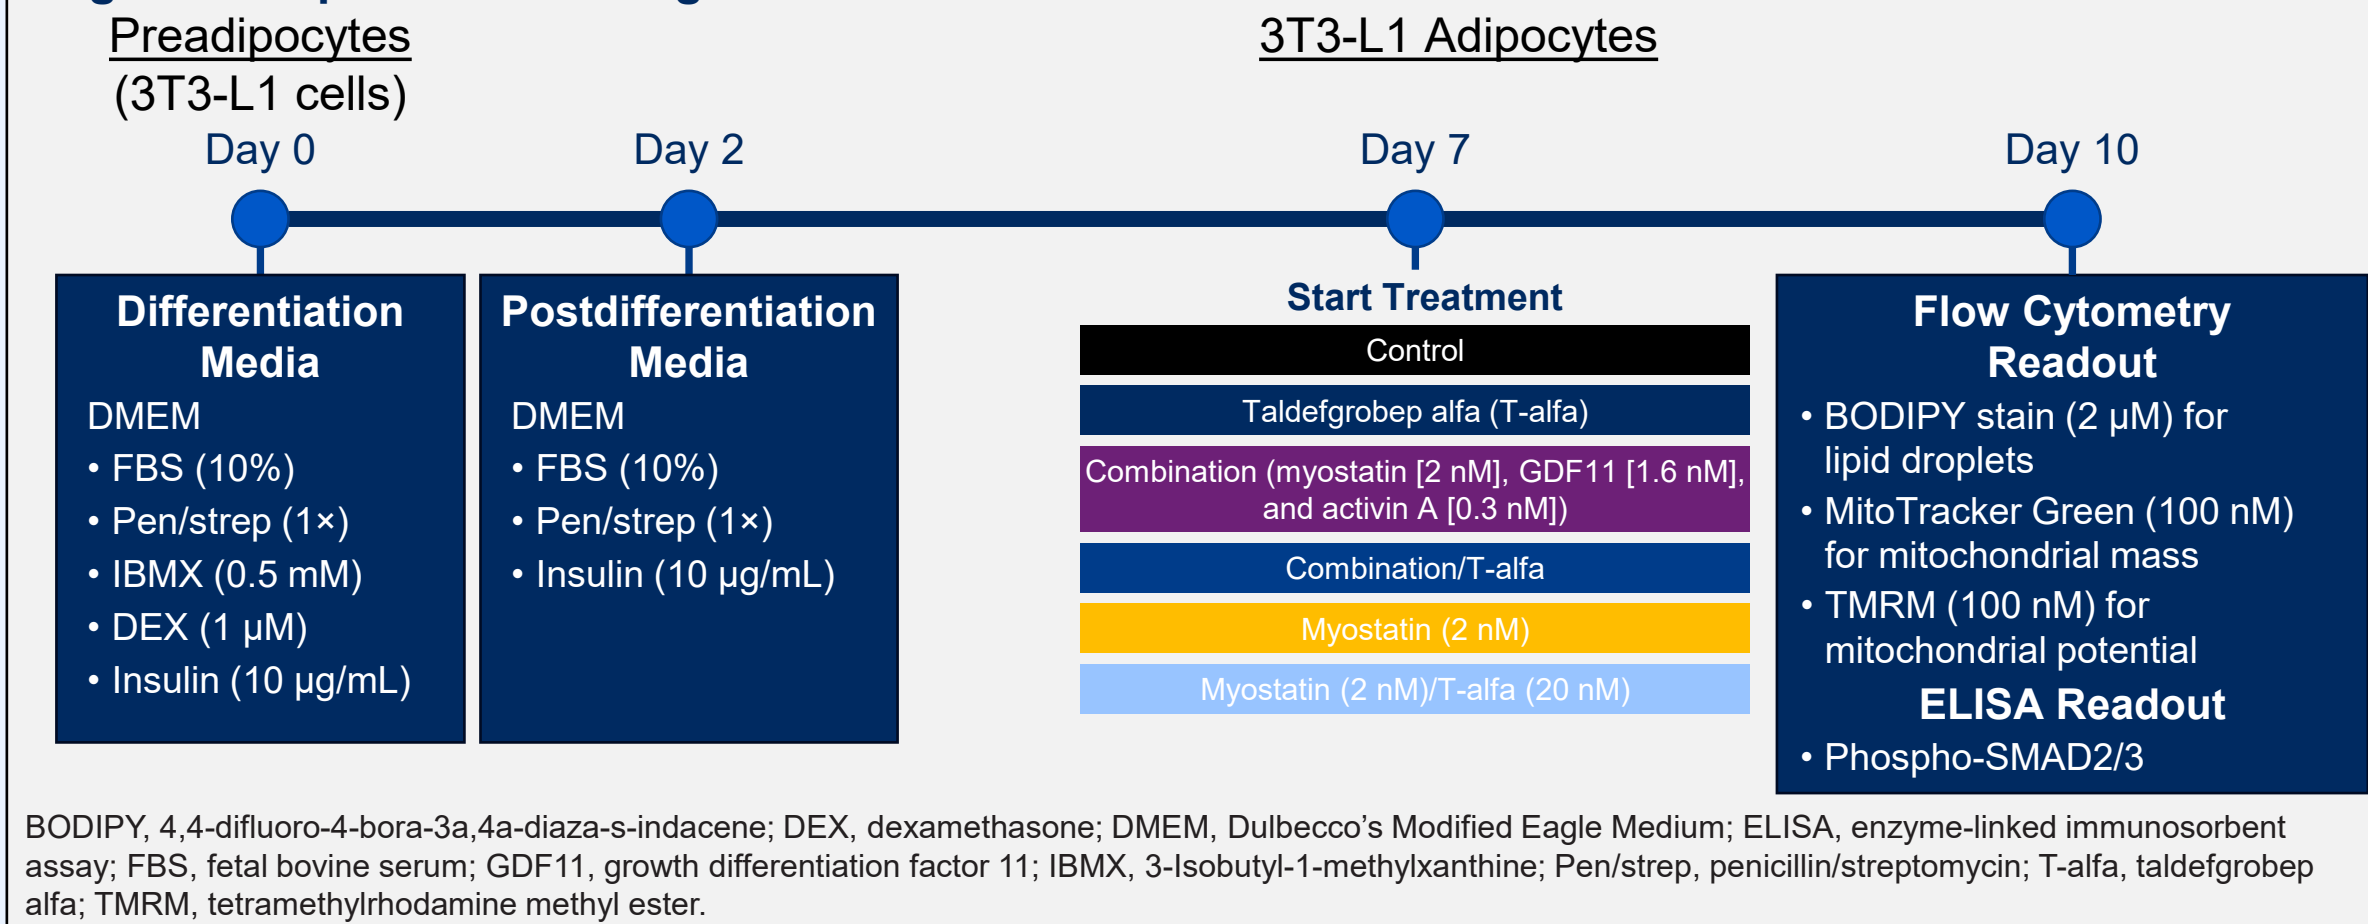 Preadipocytes
(3T3-L1 cells)
3T3-L1 Adipocytes
Day 0
Day 2
Day 7
Day 10
Differentiation
Media
DMEM
• FBS (10%)
• Pen/strep (1×)
• IBMX (0.5 mM)
• DEX (1 µM)
• Insulin (10 µg/mL)
Postdifferentiation
Media
DMEM
• FBS (10%)
• Pen/strep (1×)
• Insulin (10 µg/mL)
Start Treatment
Control
Taldefgrobep alfa (T-alfa)
Combination (myostatin [2 nM], GDF11 [1.6 nM],
and activin A [0.3 nM])
Combination/T-alfa
Myostatin (2 nM)
Myostatin (2 nM)/T-alfa (20 nM)
Flow Cytometry
Readout
• BODIPY stain (2 µM) for
lipid droplets
• MitoTracker Green (100 nM)
for mitochondrial mass
• TMRM (100 nM) for
mitochondrial potential
ELISA Readout
• Phospho-SMAD2/3
BODIPY, 4,4-difluoro-4-bora-3a,4a-diaza-s-indacene; DEX, dexamethasone; DMEM, Dulbecco’s Modified Eagle Medium; ELISA, enzyme-linked immunosorbent
assay; FBS, fetal bovine serum; GDF11, growth differentiation factor 11; IBMX, 3-Isobutyl-1-methylxanthine; Pen/strep, penicillin/streptomycin; T-alfa, taldefgrobep
alfa; TMRM, tetramethylrhodamine methyl ester.